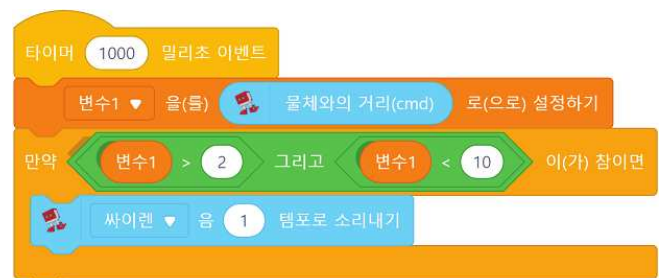 타이머 1000 밀리초 이벤트
변수1 ▼ 을(를) 물체와의 거리(cmd) 로(으로) 설정하기
만약 변수1 > 2 그리고 변수1 < 10 이(가) 참이면
싸이렌 ▼ 음 1 템포로 소리내기